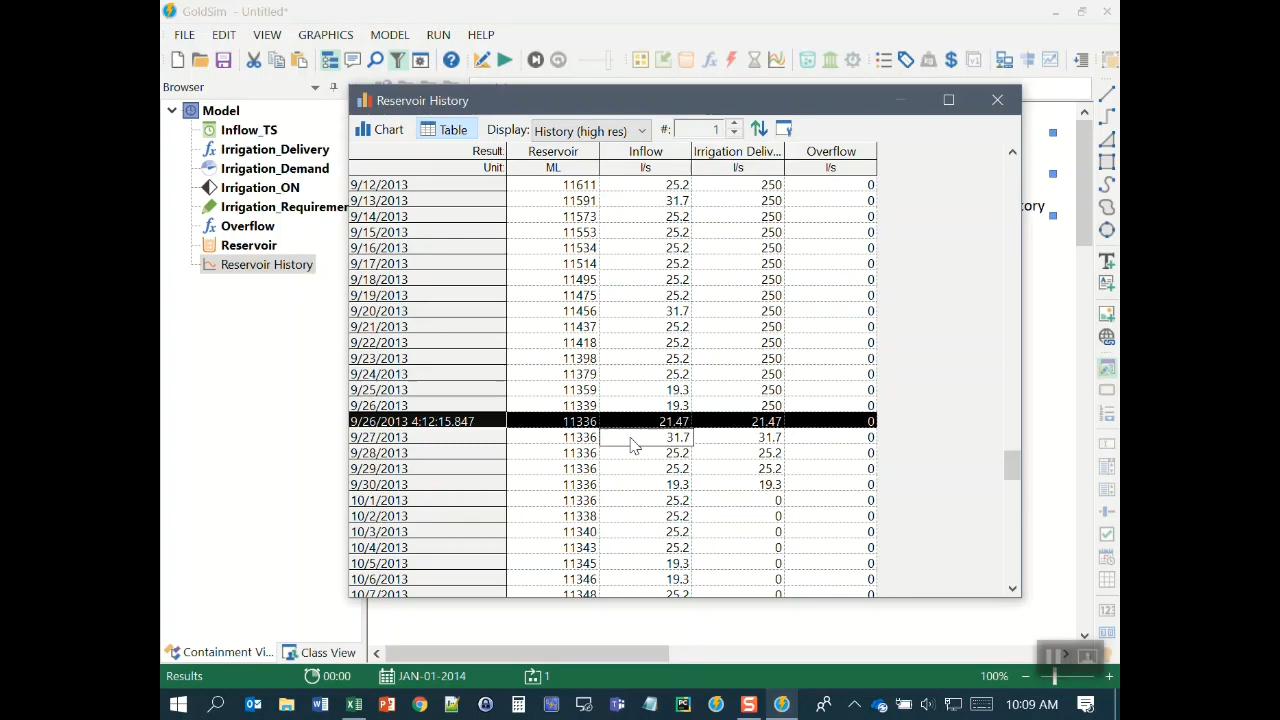 GoldSim - Untitled*
FILE EDIT VIEW GRAPHICS MODEL RUN HELP
Browser
Model
Inflow_TS
Irrigation_Delivery
Irrigation_Demand
Irrigation_ON
Irrigation_Requiremen
Overflow
Reservoir
Reservoir History
Reservoir History
Chart Table Display: History (high res) #: 1
Result: Reservoir Inflow Irrigation Deliv... Overflow
Unit: ML l/s l/s l/s
9/12/2013 11611 25.2 250 0
9/13/2013 11591 31.7 250 0
9/14/2013 11573 25.2 250 0
9/15/2013 11553 25.2 250 0
9/16/2013 11534 25.2 250 0
9/17/2013 11514 25.2 250 0
9/18/2013 11495 25.2 250 0
9/19/2013 11475 25.2 250 0
9/20/2013 11456 31.7 250 0
9/21/2013 11437 25.2 250 0
9/22/2013 11418 25.2 250 0
9/23/2013 11398 25.2 250 0
9/24/2013 11379 25.2 250 0
9/25/2013 11359 19.3 250 0
9/26/2013 11339 19.3 250 0
9/26/2013 4:12:15.847 11336 21.47 21.47 0
9/27/2013 11336 31.7 31.7 0
9/28/2013 11336 25.2 25.2 0
9/29/2013 11336 25.2 25.2 0
9/30/2013 11336 19.3 19.3 0
10/1/2013 11336 25.2 0 0
10/2/2013 11338 25.2 0 0
10/3/2013 11340 25.2 0 0
10/4/2013 11343 25.2 0 0
10/5/2013 11345 19.3 0 0
10/6/2013 11346 19.3 0 0
10/7/2013 11348 25.2 0 0
tory
Containment Vi... Class View
Results 00:00 JAN-01-2014 1 100%
10:09 AM